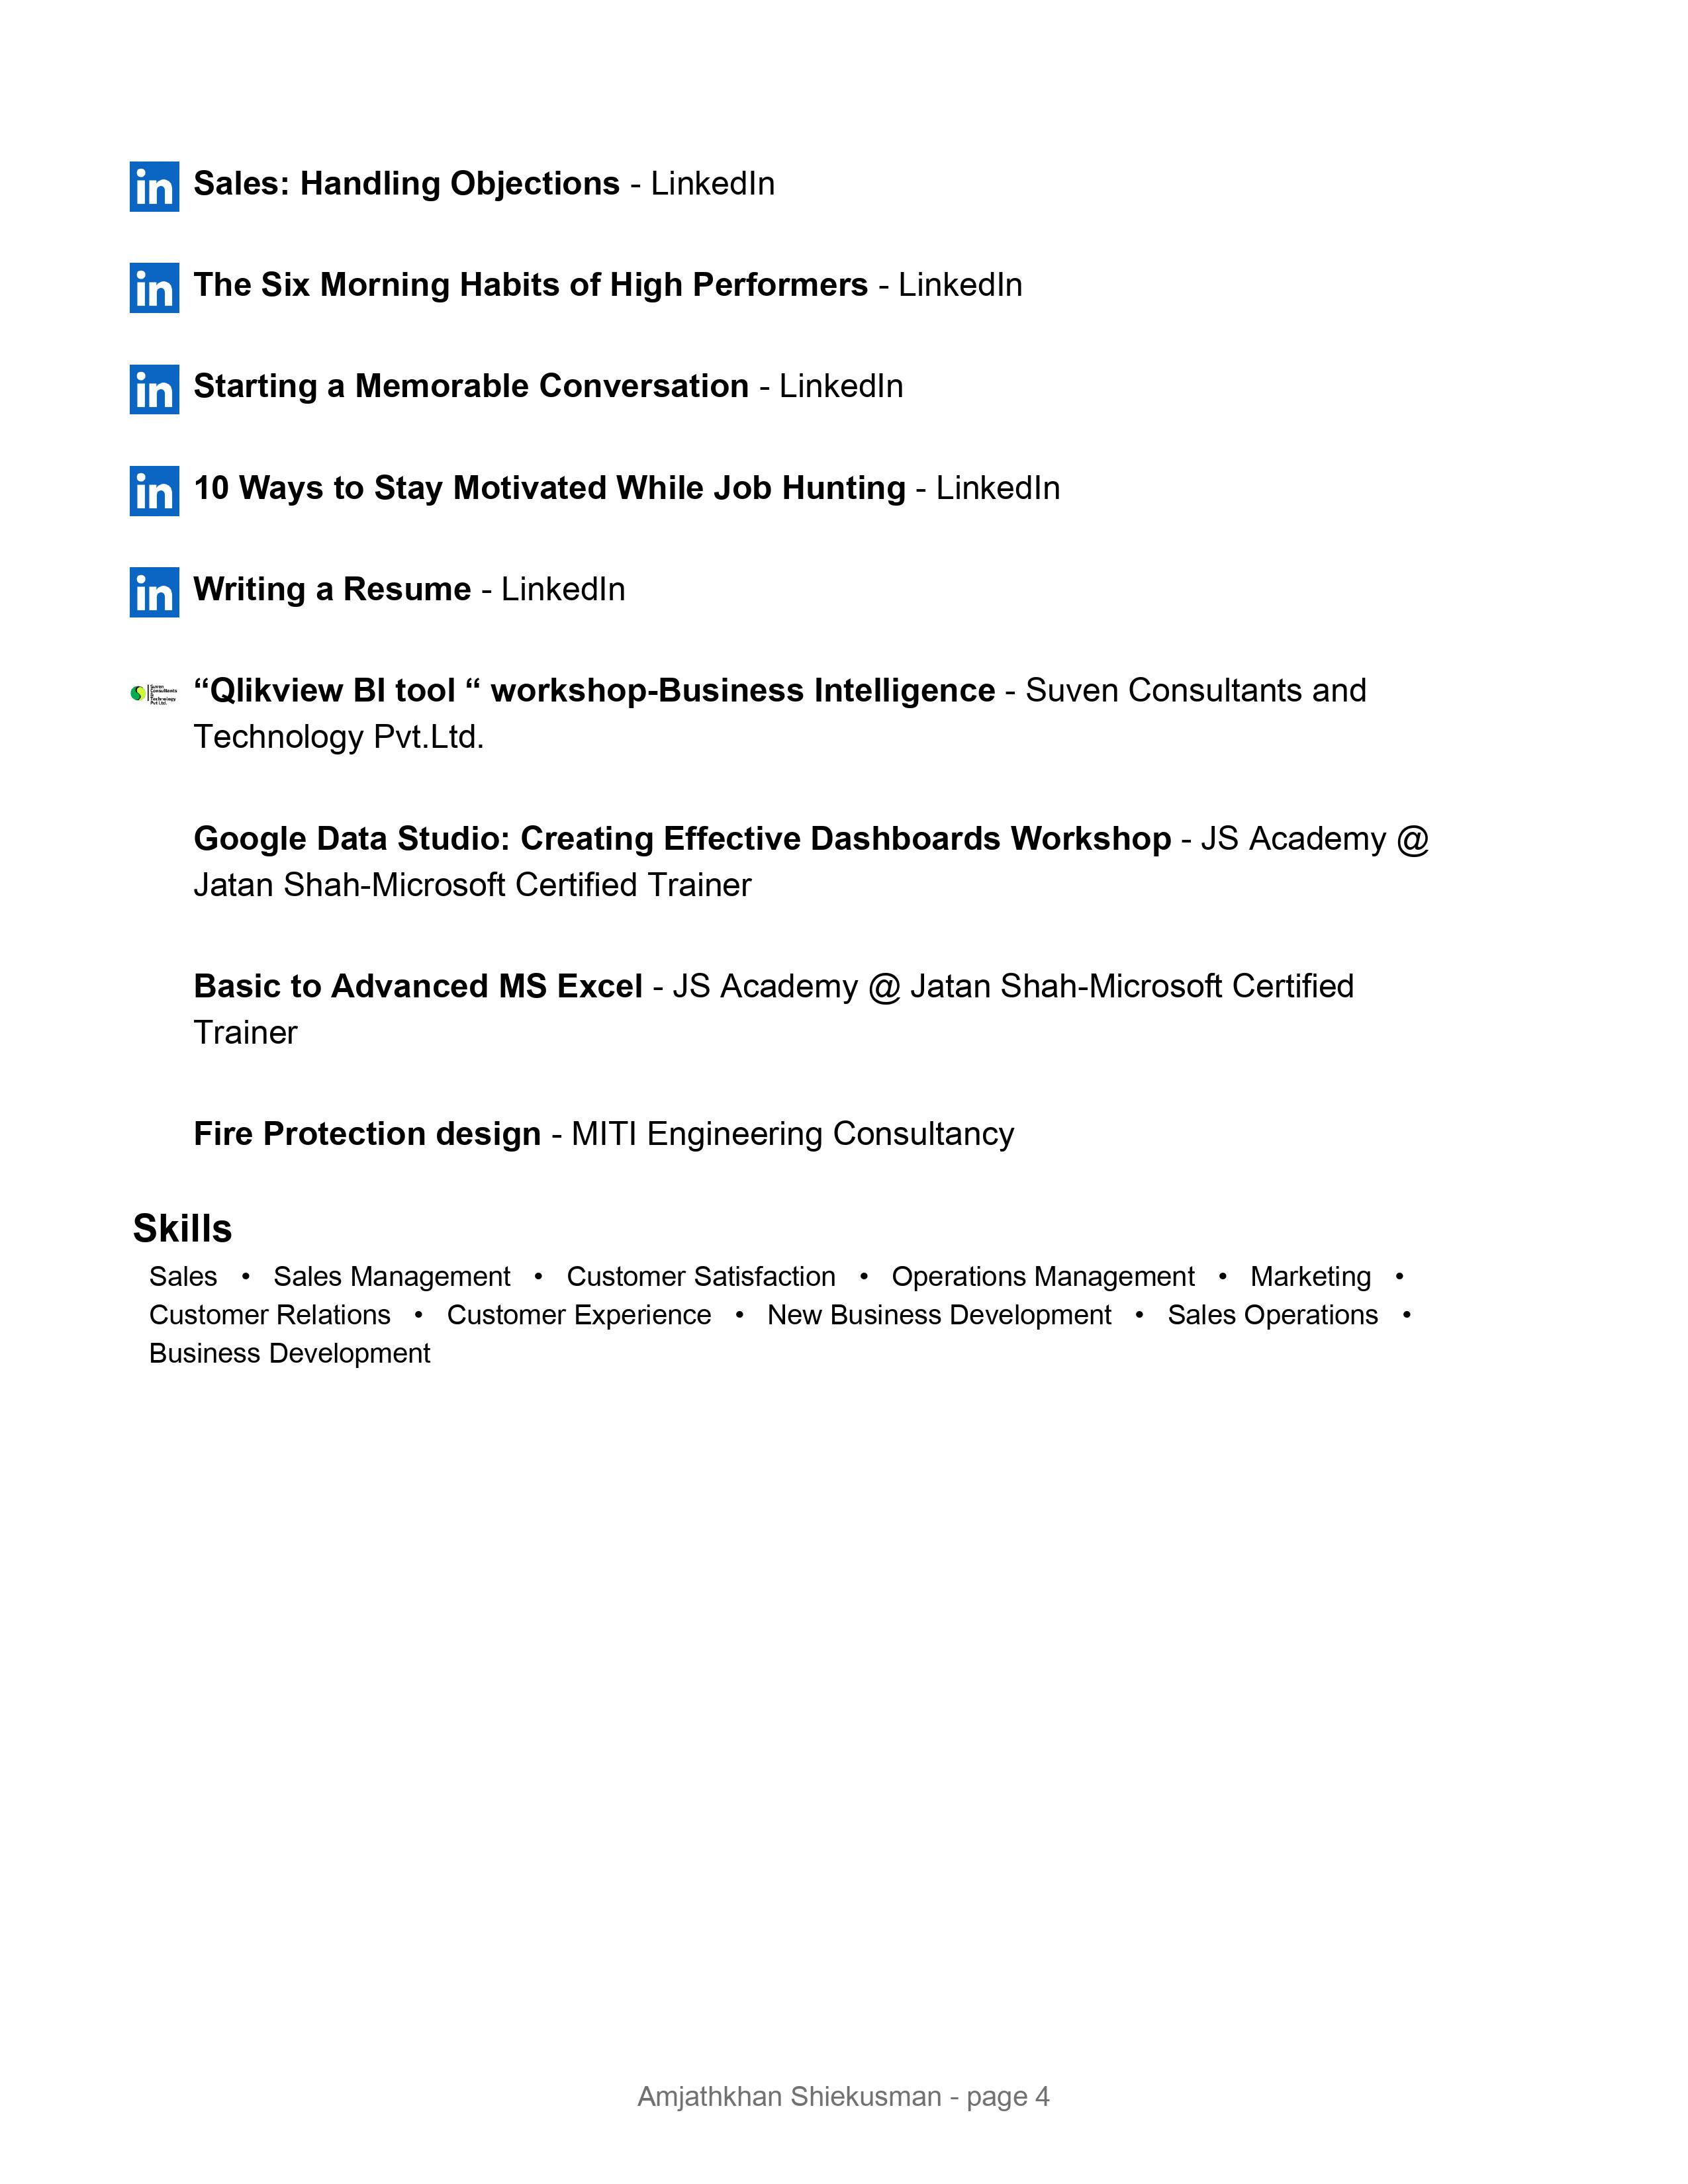 Sales: Handling Objections - LinkedIn
The Six Morning Habits of High Performers - LinkedIn
Starting a Memorable Conversation - LinkedIn
10 Ways to Stay Motivated While Job Hunting - LinkedIn
Writing a Resume - LinkedIn
“Qlikview BI tool “ workshop-Business Intelligence - Suven Consultants and
Technology Pvt.Ltd.
Google Data Studio: Creating Effective Dashboards Workshop - JS Academy @
Jatan Shah-Microsoft Certified Trainer
Basic to Advanced MS Excel - JS Academy @ Jatan Shah-Microsoft Certified
Trainer
Fire Protection design - MITI Engineering Consultancy
Skills
Sales • Sales Management • Customer Satisfaction • Operations Management • Marketing •
Customer Relations • Customer Experience • New Business Development • Sales Operations •
Business Development
Amjathkhan Shiekusman - page 4